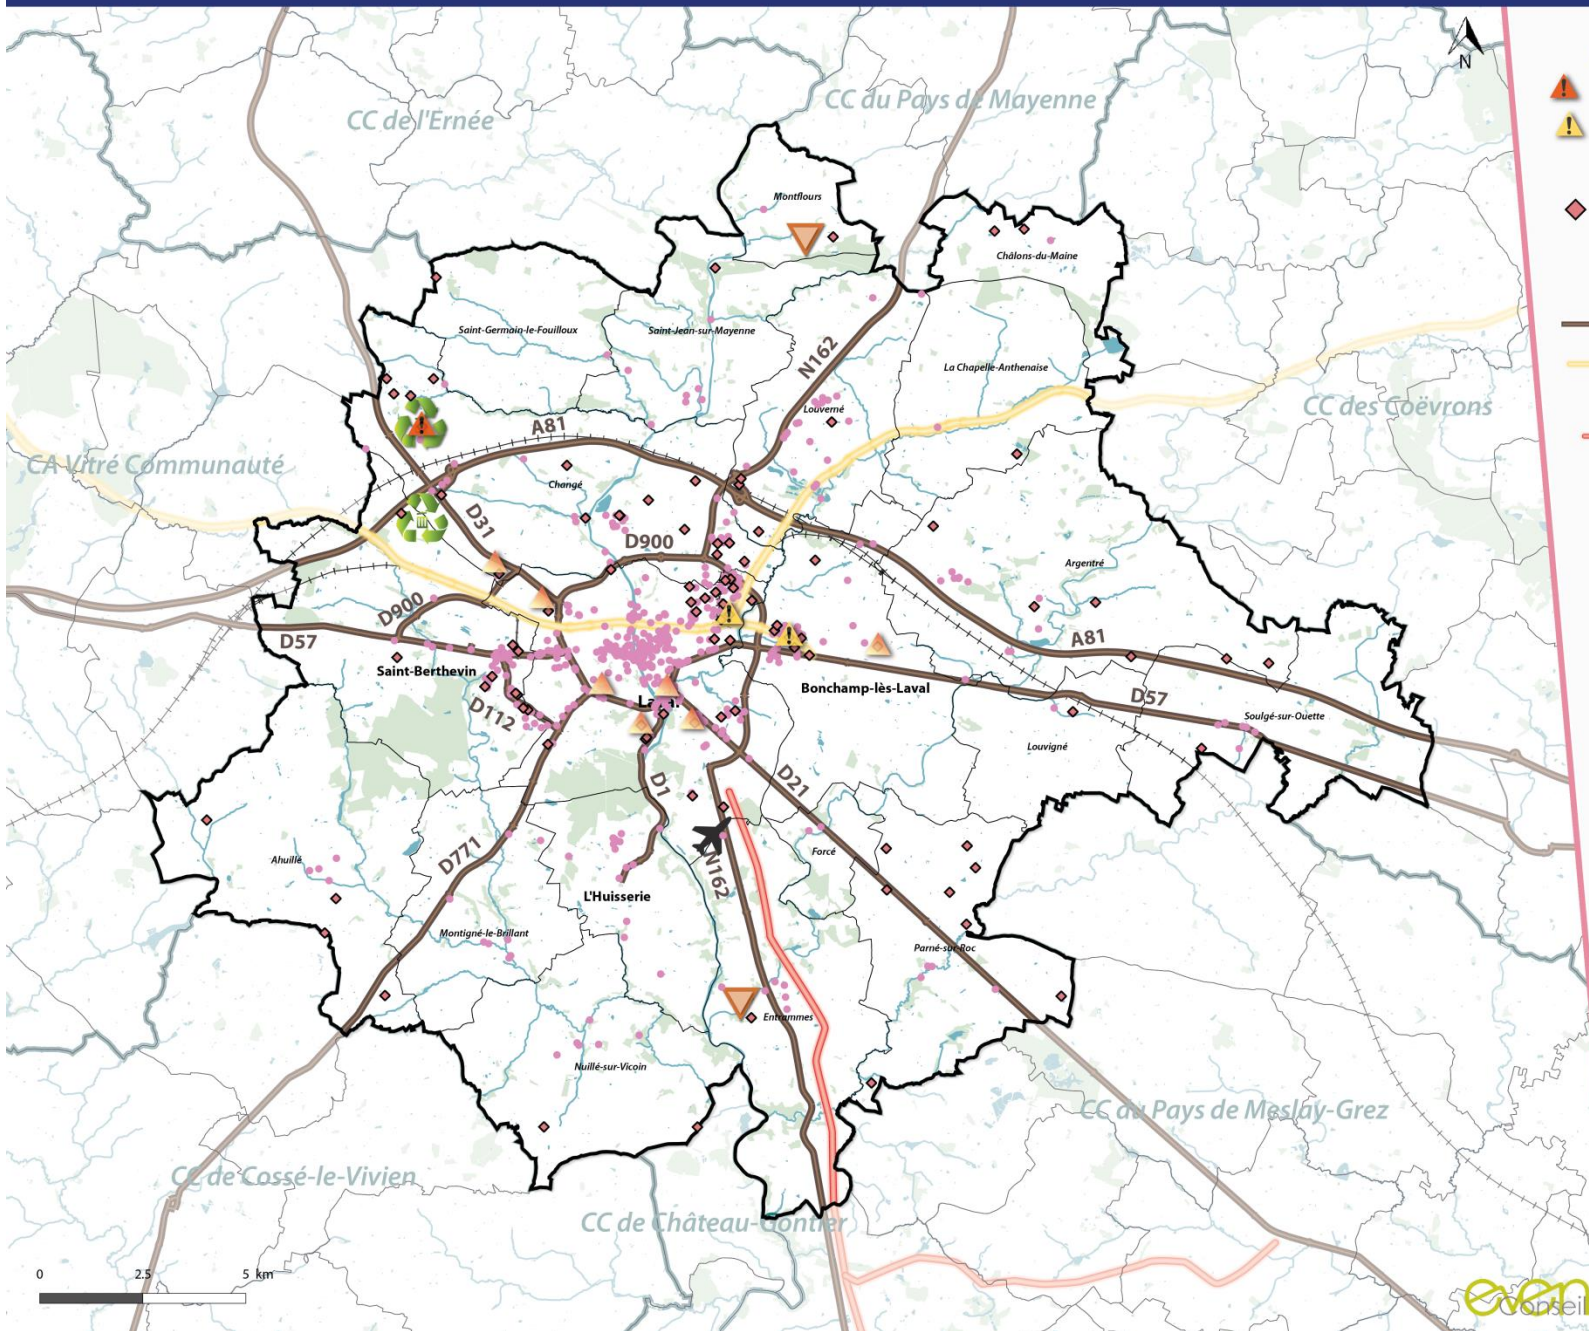 N
CC du Pays de Mayenne
CC de l'Ernée
Montflours
Châlons-du-Maine
Saint-Germain-le-Fouilloux
Saint-Jean-sur-Mayenne
N162
La Chapelle-Anthenaise
CC des Coëvrons
Louverné
A81
CA Vitré Communauté
Changé
D31
D900
Argentré
D900
D57
A81
Saint-Berthevin
Bonchamp-lès-Laval
D57
D112
Laval
Soulgé-sur-Ouette
Louvigné
D1
D21
D771
Ahuillé
N162
Forcé
L'Huisserie
Montigné-le-Brillant
Parné-sur-Roc
Entrammes
Nuillé-sur-Vicoin
CC du Pays de Meslay-Grez
CC de Cossé-le-Vivien
CC de Château-Gontier
0 2.5 5 km
even
Conseil